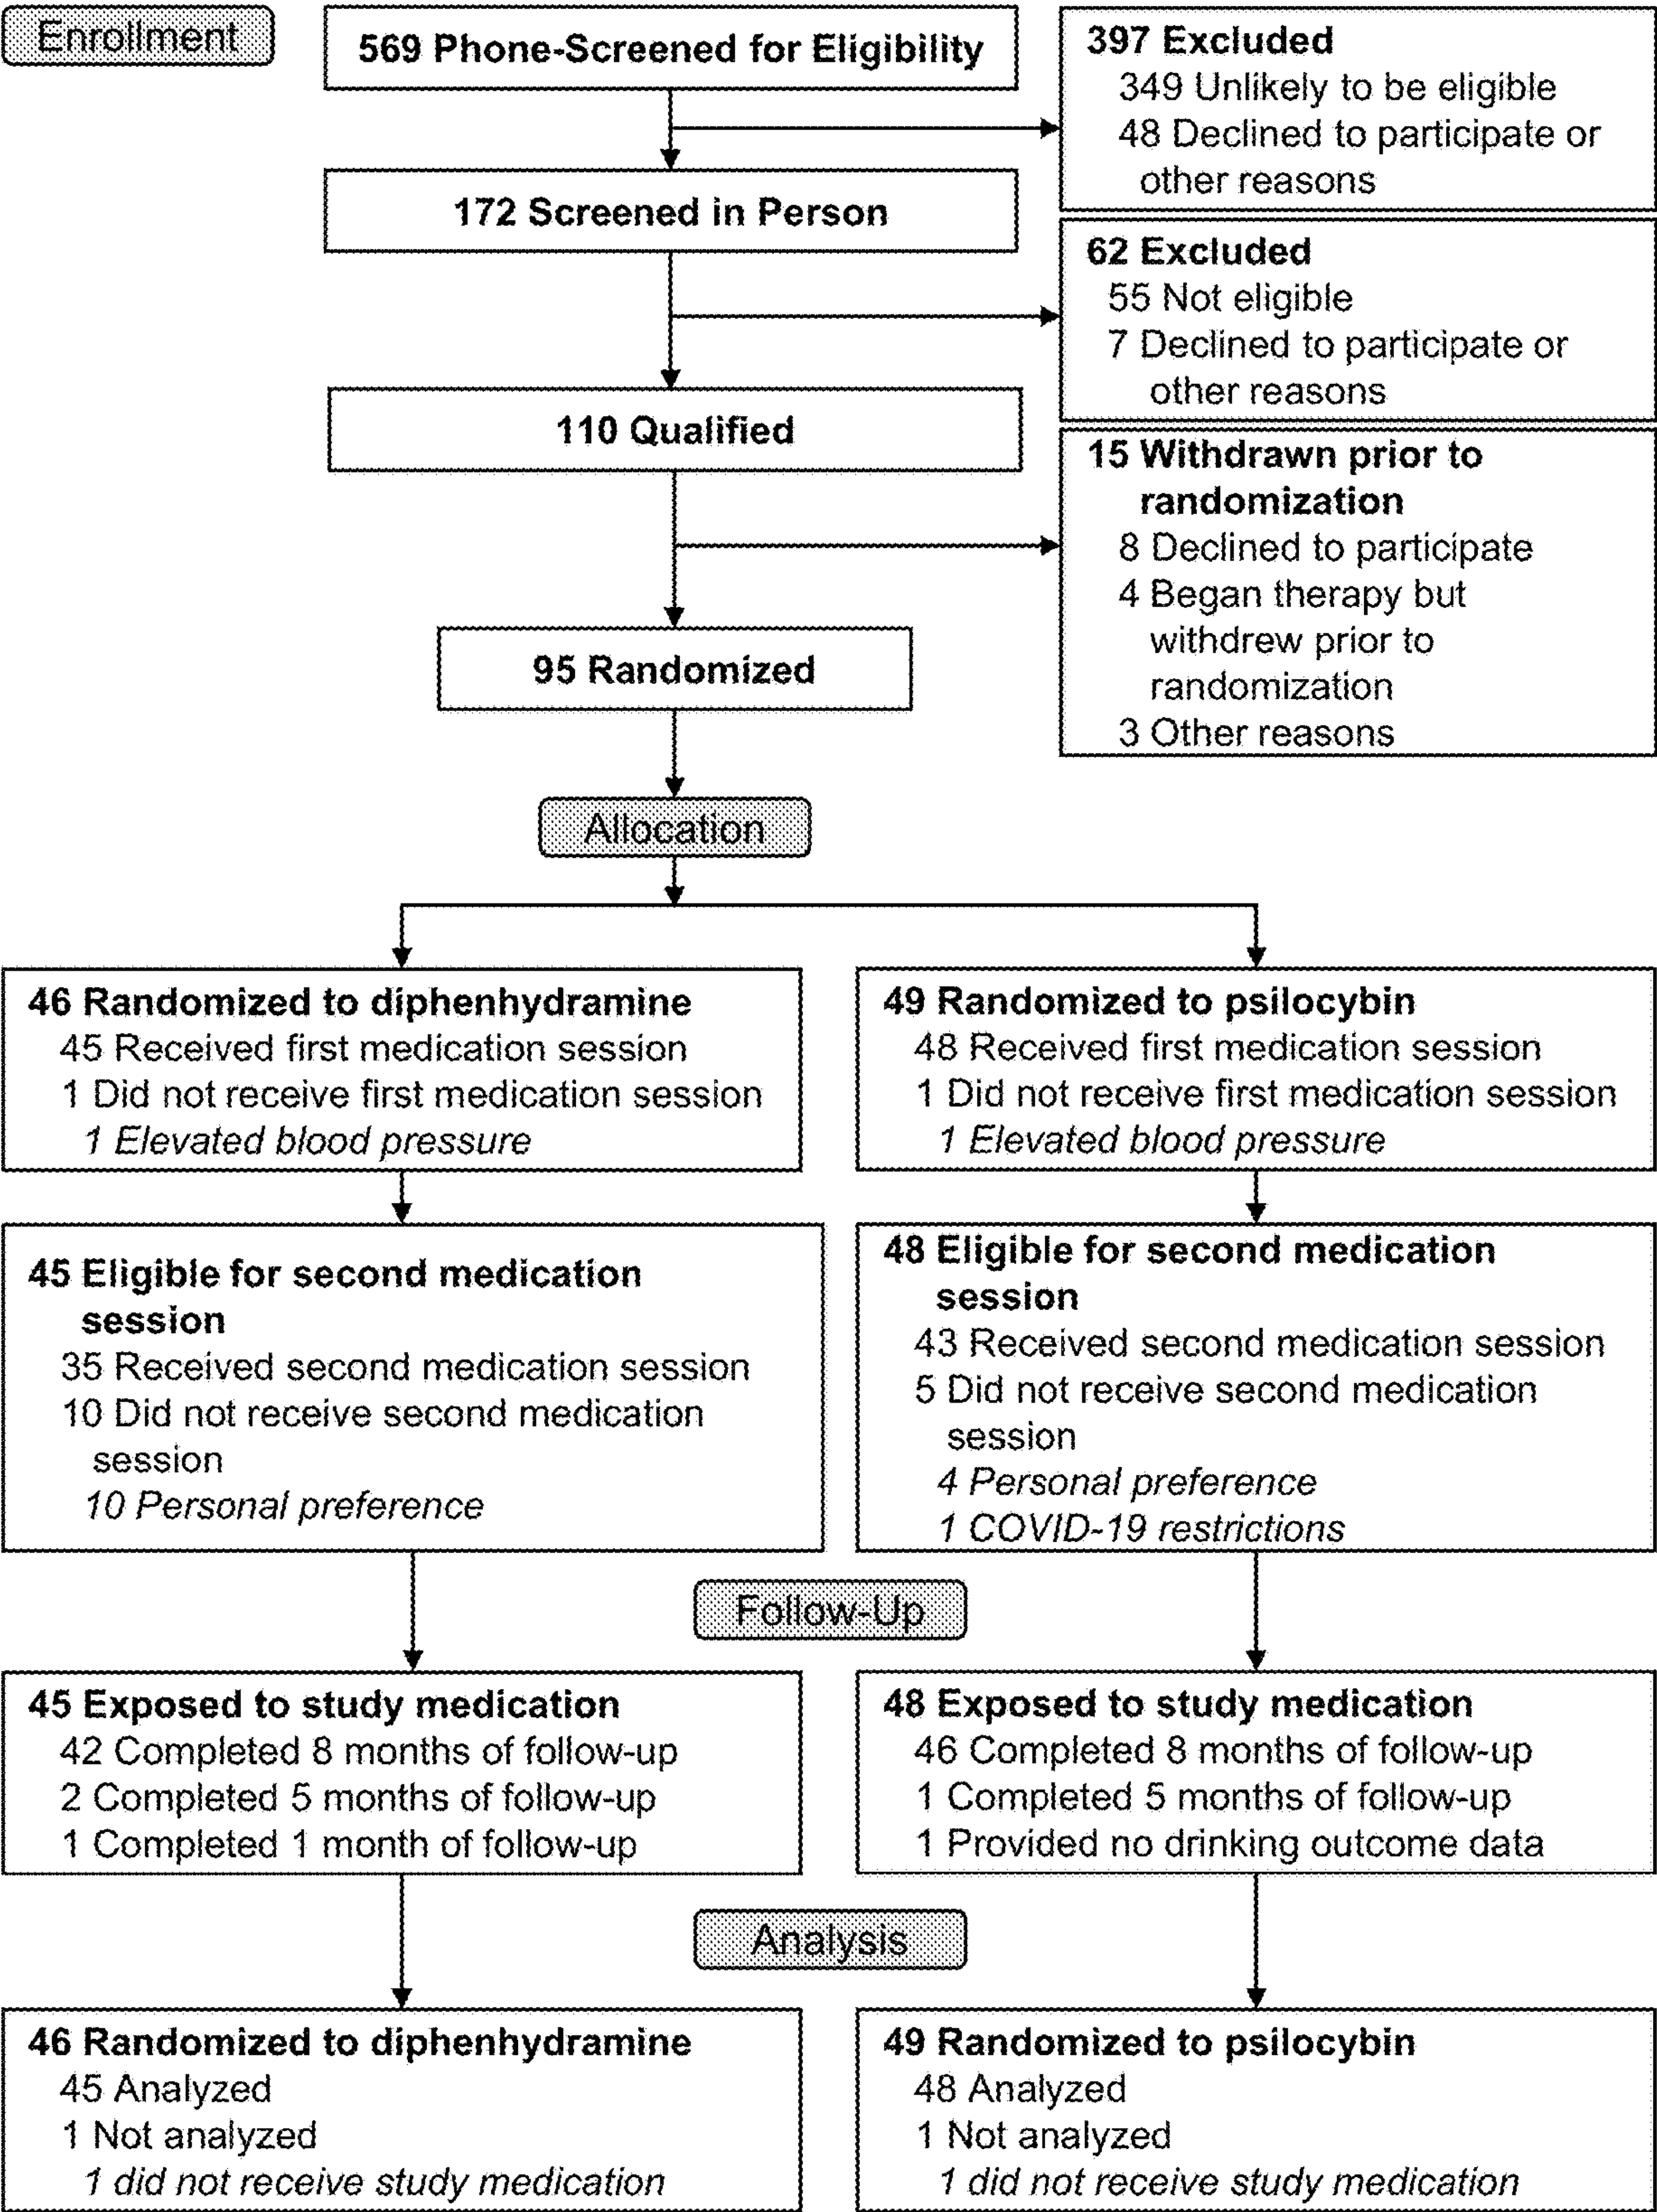 Enrollment
569 Phone-Screened for Eligibility
397 Excluded
349 Unlikely to be eligible
48 Declined to participate or
other reasons
172 Screened in Person
62 Excluded
55 Not eligible
7 Declined to participate or
other reasons
110 Qualified
15 Withdrawn prior to
randomization
8 Declined to participate
4 Began therapy but
withdrew prior to
randomization
3 Other reasons
95 Randomized
Allocation
46 Randomized to diphenhydramine
45 Received first medication session
1 Did not receive first medication session
1 Elevated blood pressure
49 Randomized to psilocybin
48 Received first medication session
1 Did not receive first medication session
1 Elevated blood pressure
45 Eligible for second medication
session
35 Received second medication session
10 Did not receive second medication
session
10 Personal preference
48 Eligible for second medication
session
43 Received second medication session
5 Did not receive second medication
session
4 Personal preference
1 COVID-19 restrictions
Follow-Up
45 Exposed to study medication
42 Completed 8 months of follow-up
2 Completed 5 months of follow-up
1 Completed 1 month of follow-up
48 Exposed to study medication
46 Completed 8 months of follow-up
1 Completed 5 months of follow-up
1 Provided no drinking outcome data
Analysis
46 Randomized to diphenhydramine
45 Analyzed
1 Not analyzed
1 did not receive study medication
49 Randomized to psilocybin
48 Analyzed
1 Not analyzed
1 did not receive study medication